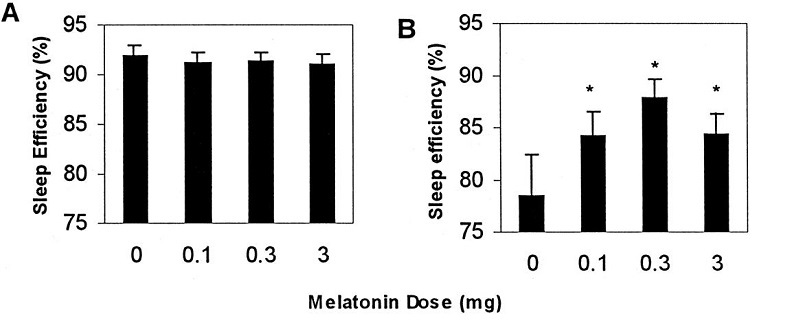 A
Sleep Efficiency (%)
95
90
85
80
75
0 0.1 0.3 3
B
Sleep efficiency (%)
95
90
85
80
75
* * *
0 0.1 0.3 3
Melatonin Dose (mg)